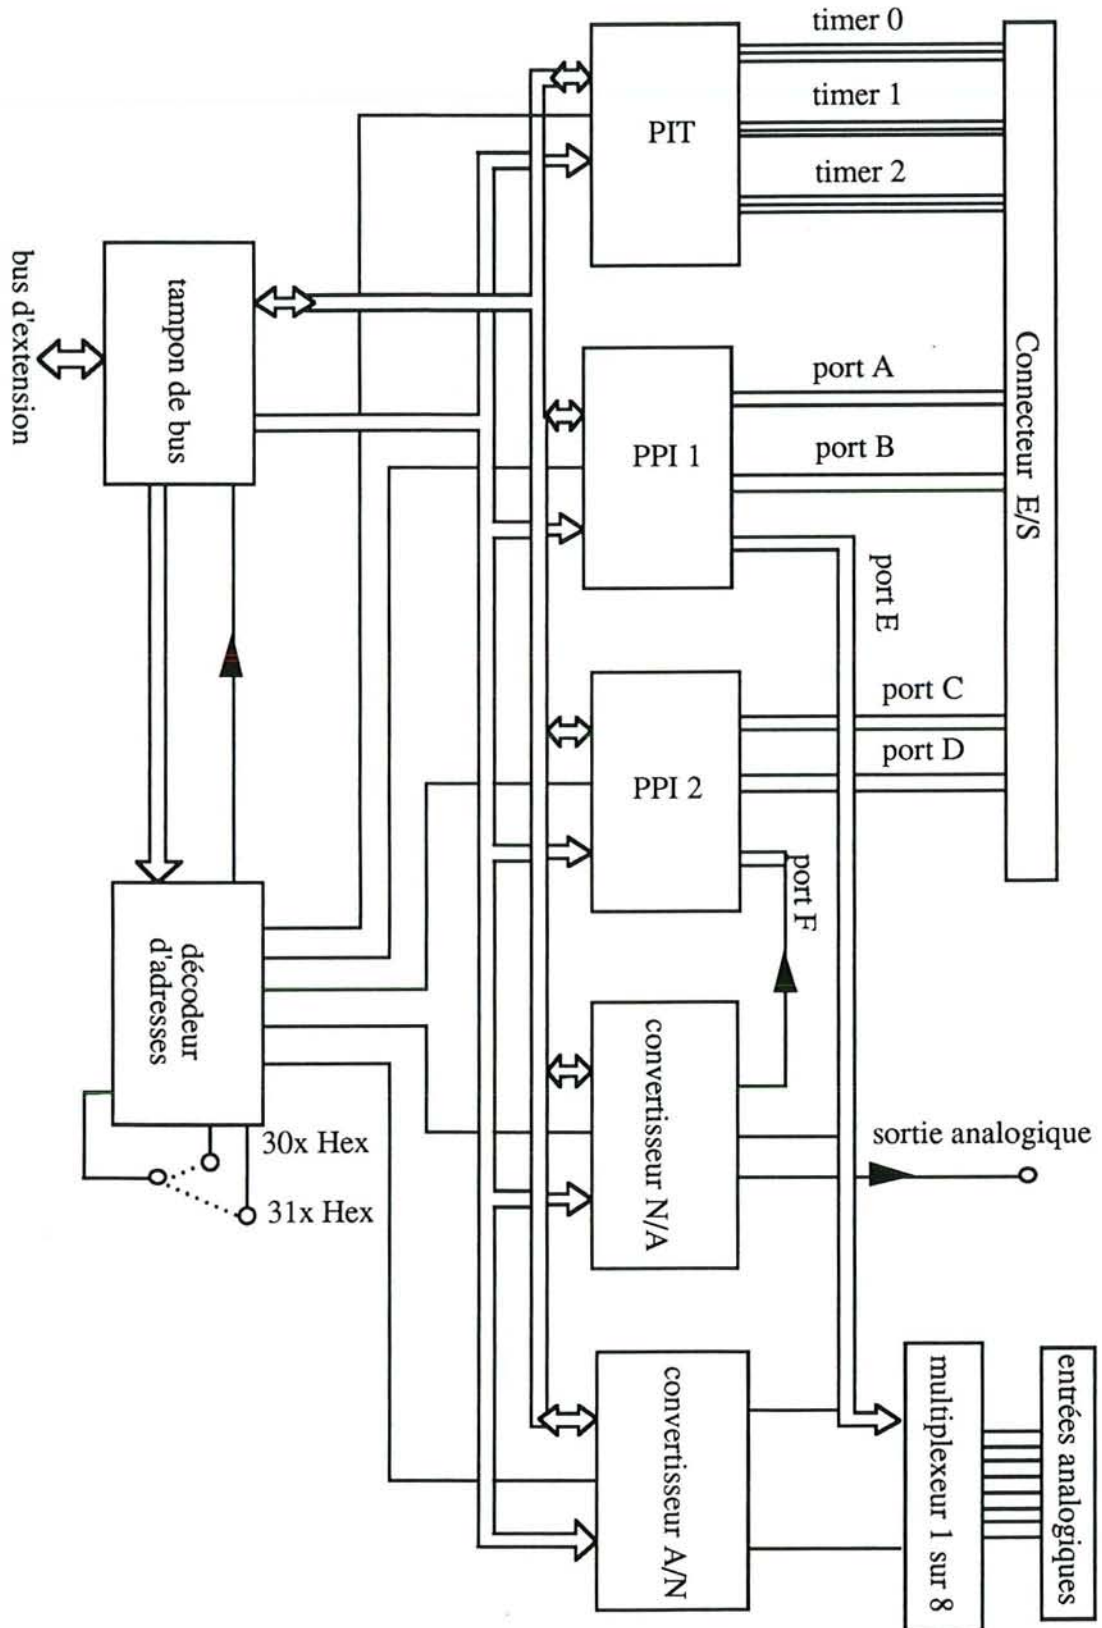 timer 0
timer 1
timer 2
PIT
bus d'extension
tampon de bus
Connecteur E/S
port A
port B
PPI 1
port E
port C
port D
PPI 2
port F
décodeur
d'adresses
30x Hex
31x Hex
convertisseur N/A
sortie analogique
convertisseur A/N
multiplexeur 1 sur 8
entrées analogiques